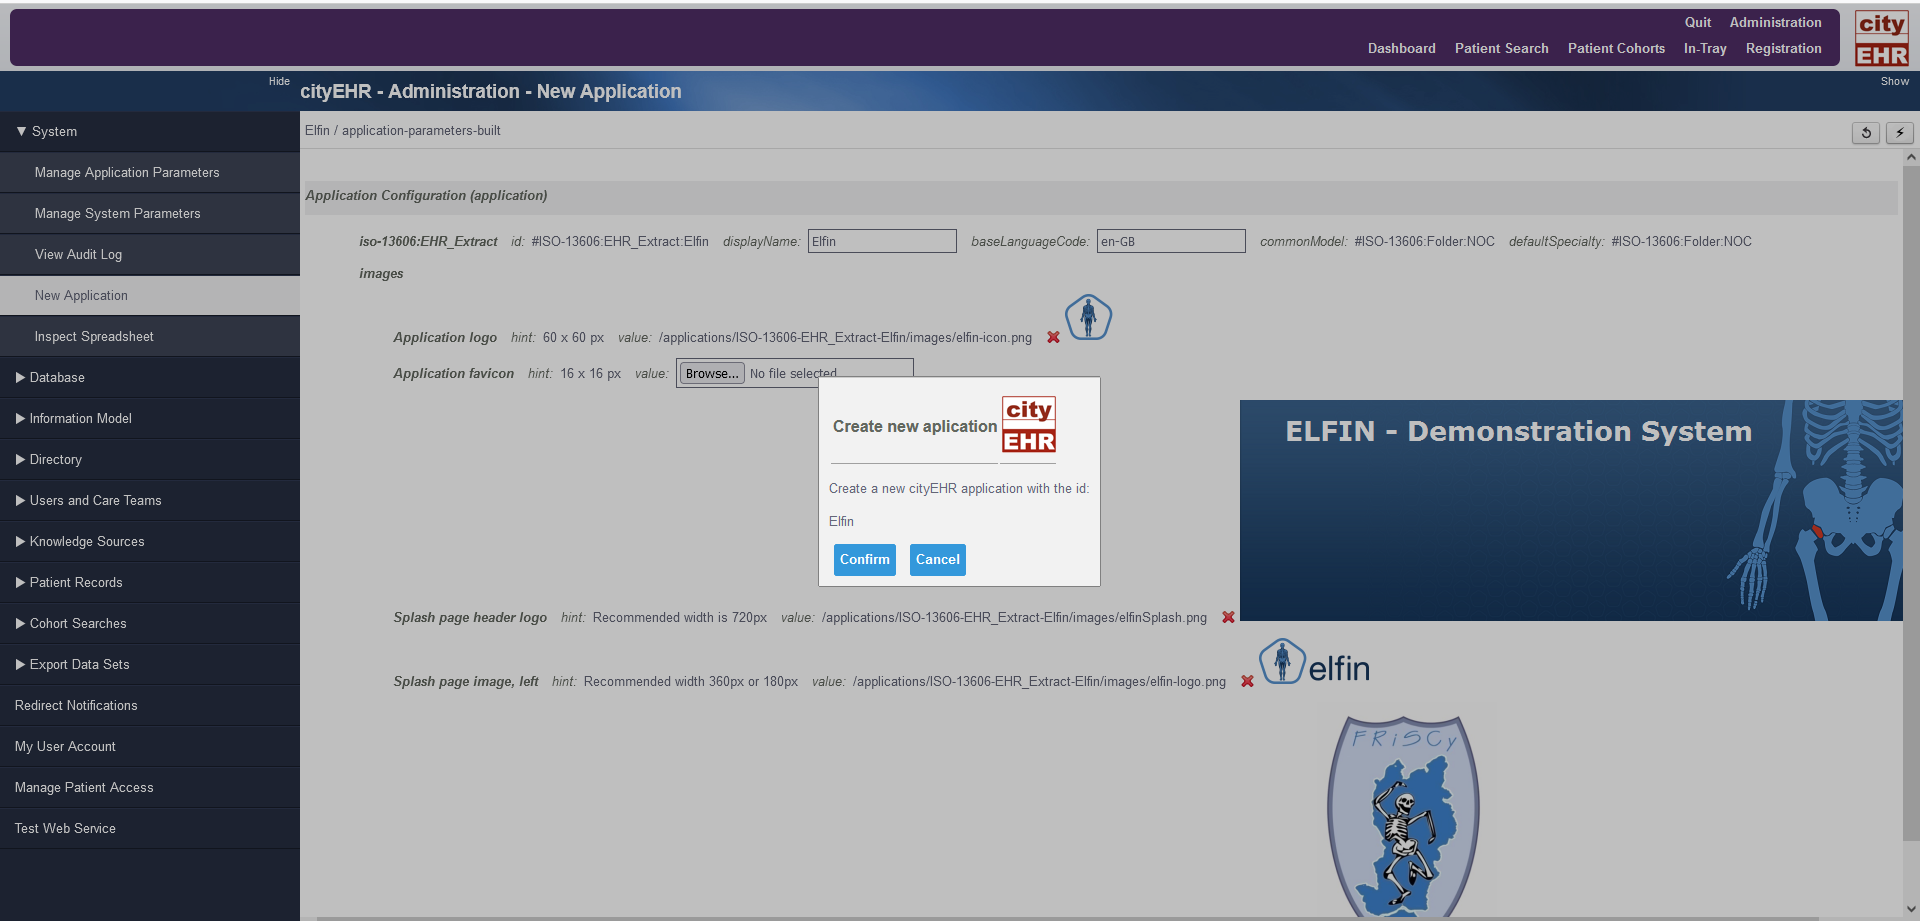 Quit Administration
Dashboard Patient Search Patient Cohorts In-Tray Registration
city
EHR
Hide
cityEHR - Administration - New Application
Show
▼ System
Manage Application Parameters
Manage System Parameters
View Audit Log
New Application
Inspect Spreadsheet
▶ Database
▶ Information Model
▶ Directory
▶ Users and Care Teams
▶ Knowledge Sources
▶ Patient Records
▶ Cohort Searches
▶ Export Data Sets
Redirect Notifications
My User Account
Manage Patient Access
Test Web Service
Elfin / application-parameters-built
Application Configuration (application)
iso-13606:EHR_Extract id: #ISO-13606:EHR_Extract:Elfin displayName: Elfin baseLanguageCode: en-GB commonModel: #ISO-13606:Folder:NOC defaultSpecialty: #ISO-13606:Folder:NOC
images
Application logo hint: 60 x 60 px value: /applications/ISO-13606-EHR_Extract-Elfin/images/elfin-icon.png
Application favicon hint: 16 x 16 px value: Browse... No file selected.
Create new aplication
city
EHR
Create a new cityEHR application with the id:
Elfin
Confirm Cancel
ELFIN - Demonstration System
Splash page header logo hint: Recommended width is 720px value: /applications/ISO-13606-EHR_Extract-Elfin/images/elfinSplash.png
Splash page image, left hint: Recommended width 360px or 180px value: /applications/ISO-13606-EHR_Extract-Elfin/images/elfin-logo.png
elfin
FRiSCy